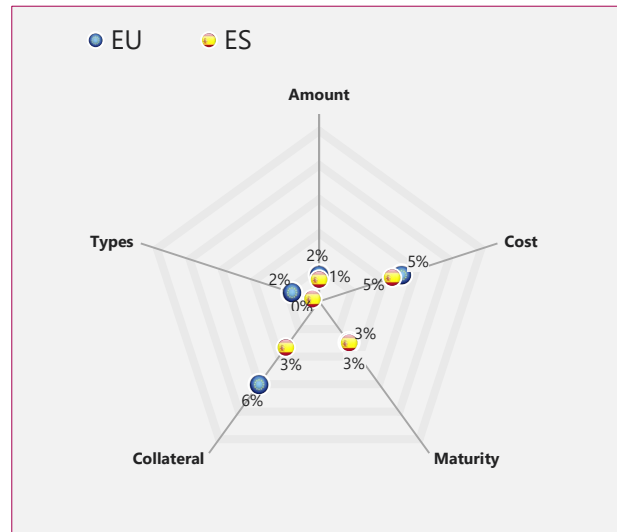 EU ES
Amount
2%
1%
Types
Cost
5%
5%
2%
0%
3%
3%
3%
6%
Collateral
Maturity